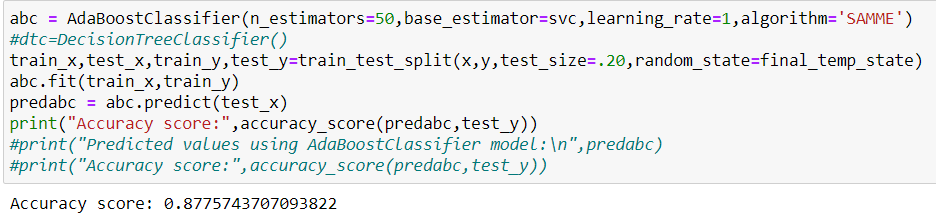 abc = AdaBoostClassifier(n_estimators=50,base_estimator=svc,learning_rate=1,algorithm='SAMME')
#dtc=DecisionTreeClassifier()
train_x,test_x,train_y,test_y=train_test_split(x,y,test_size=.20,random_state=final_temp_state)
abc.fit(train_x,train_y)
predabc = abc.predict(test_x)
print("Accuracy score:",accuracy_score(predabc,test_y))
#print("Predicted values using AdaBoostClassifier model:\n",predabc)
#print("Accuracy score:",accuracy_score(predabc,test_y))
Accuracy score: 0.8775743707093822